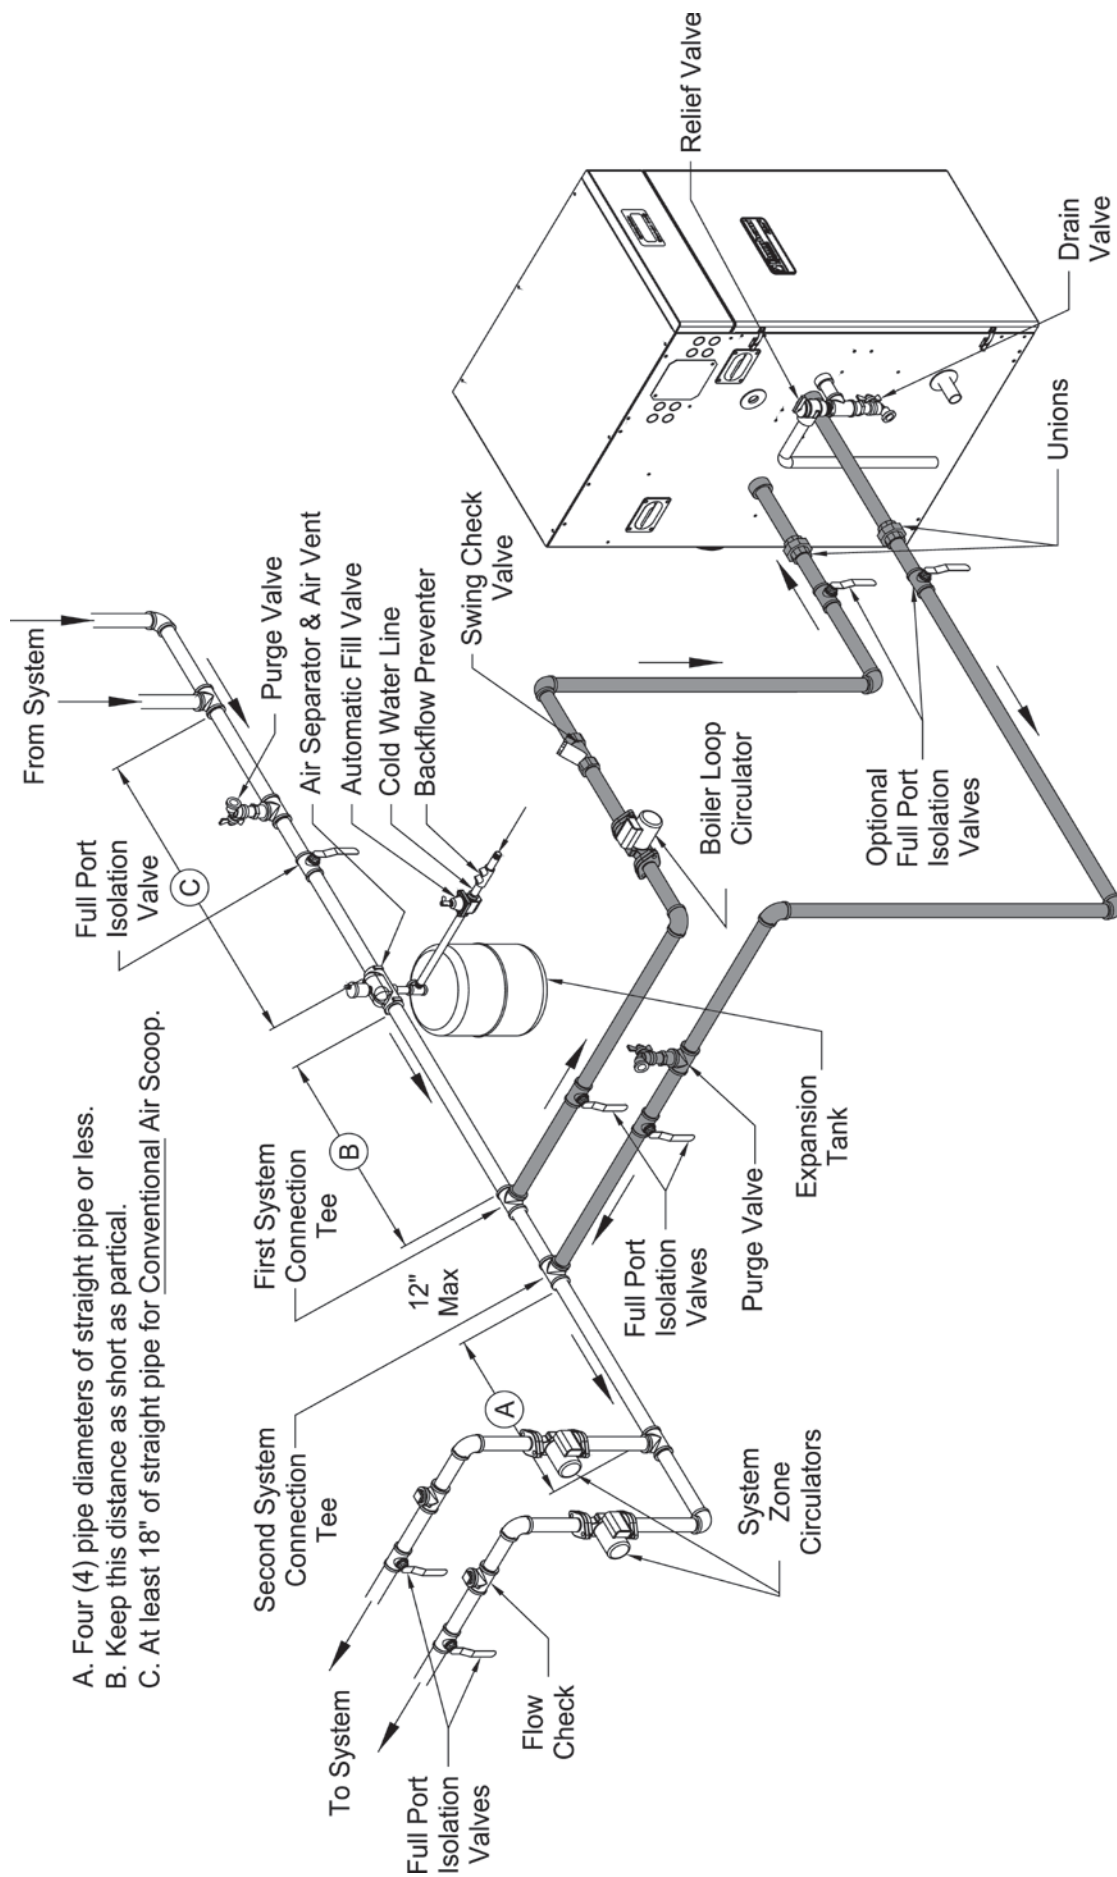 A. Four (4) pipe diameters of straight pipe or less.
B. Keep this distance as short as partical.
C. At least 18" of straight pipe for Conventional Air Scoop.
From System
Full Port
Isolation
Valve
C
Purge Valve
Air Separator & Air Vent
Automatic Fill Valve
Cold Water Line
Backflow Preventer
Swing Check
Valve
Relief Valve
First System
Connection
Tee
B
12"
Max
Second System
Connection
Tee
A
To System
Full Port
Isolation
Valves
Flow
Check
System
Zone
Circulators
Full Port
Isolation
Valves
Purge Valve
Expansion
Tank
Boiler Loop
Circulator
Optional
Full Port
Isolation
Valves
Unions
Drain
Valve